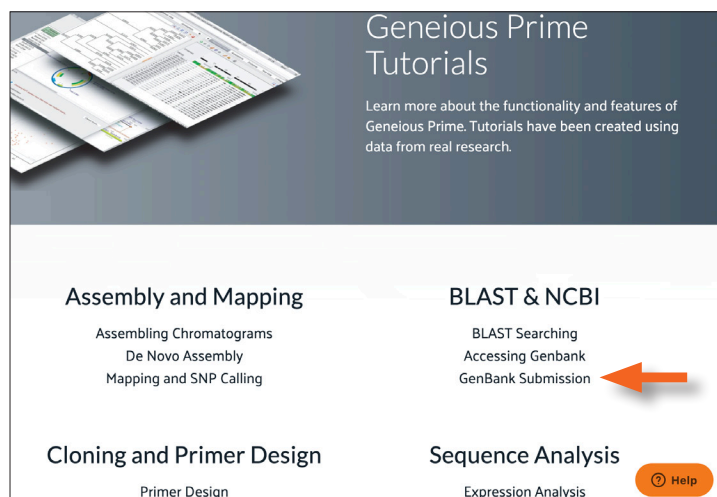 Geneious Prime
Tutorials
Learn more about the functionality and features of
Geneious Prime. Tutorials have been created using
data from real research.
Assembly and Mapping
Assembling Chromatograms
De Novo Assembly
Mapping and SNP Calling
BLAST & NCBI
BLAST Searching
Accessing Genbank
GenBank Submission
Cloning and Primer Design
Primer Design
Sequence Analysis
Expression Analysis
Help